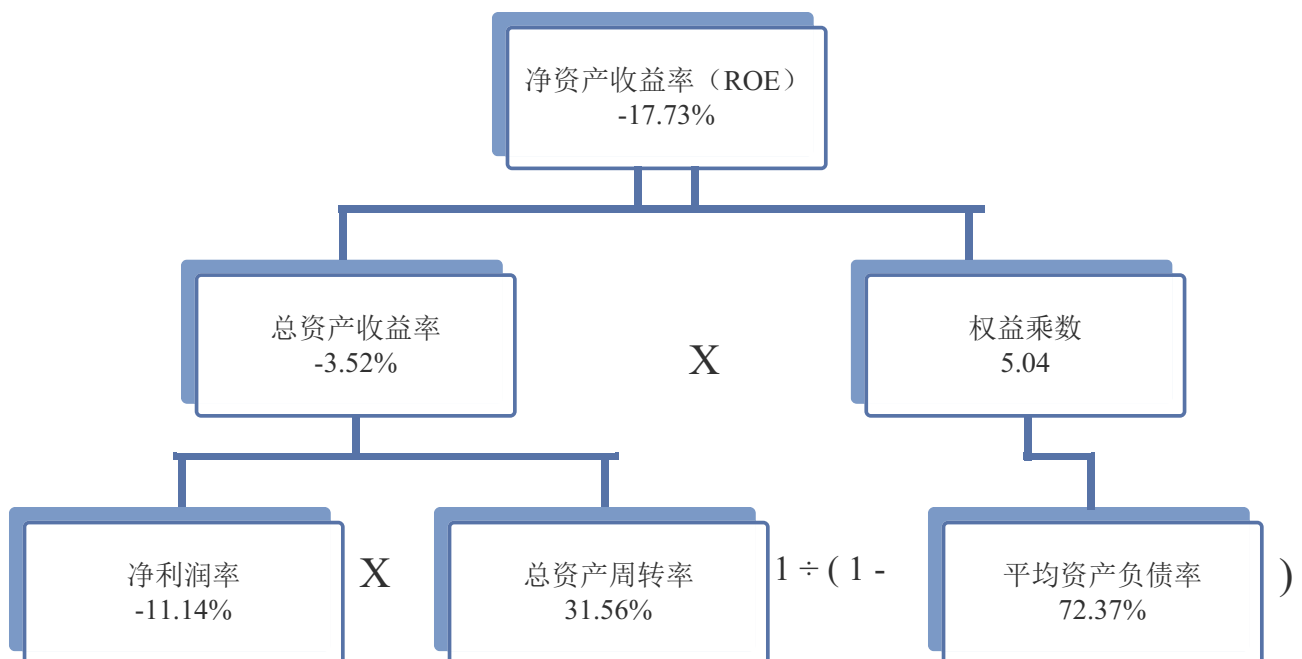 净资产收益率（ROE）
-17.73%
总资产收益率
-3.52%
X
权益乘数
5.04
净利润率
-11.14%
X
总资产周转率
31.56%
1 ÷ ( 1 -
平均资产负债率
72.37%
)